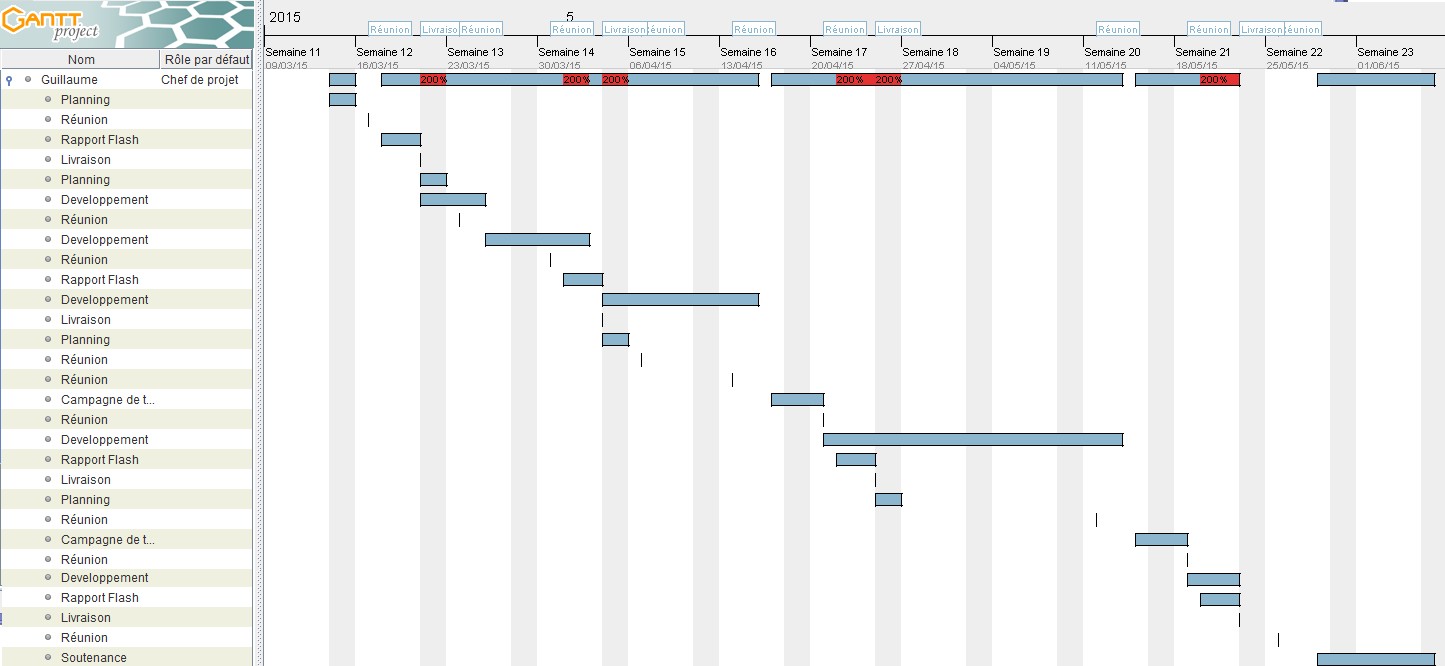 GANTT
project
2015
5
Réunion Livraiso Réunion Réunion Livraison Réunion Réunion Réunion Livraison Réunion Réunion Livraison Réunion
Semaine 11 Semaine 12 Semaine 13 Semaine 14 Semaine 15 Semaine 16 Semaine 17 Semaine 18 Semaine 19 Semaine 20 Semaine 21 Semaine 22 Semaine 23
Nom Rôle par défaut
09/03/15 16/03/15 23/03/15 30/03/15 06/04/15 13/04/15 20/04/15 27/04/15 04/05/15 11/05/15 18/05/15 25/05/15 01/06/15
Guillaume Chef de projet 200% 200% 200% 200% 200% 200%
Planning
Réunion
Rapport Flash
Livraison
Planning
Developpement
Réunion
Developpement
Réunion
Rapport Flash
Developpement
Livraison
Planning
Réunion
Réunion
Campagne de t...
Réunion
Developpement
Rapport Flash
Livraison
Planning
Réunion
Campagne de t...
Réunion
Developpement
Rapport Flash
Livraison
Réunion
Soutenance